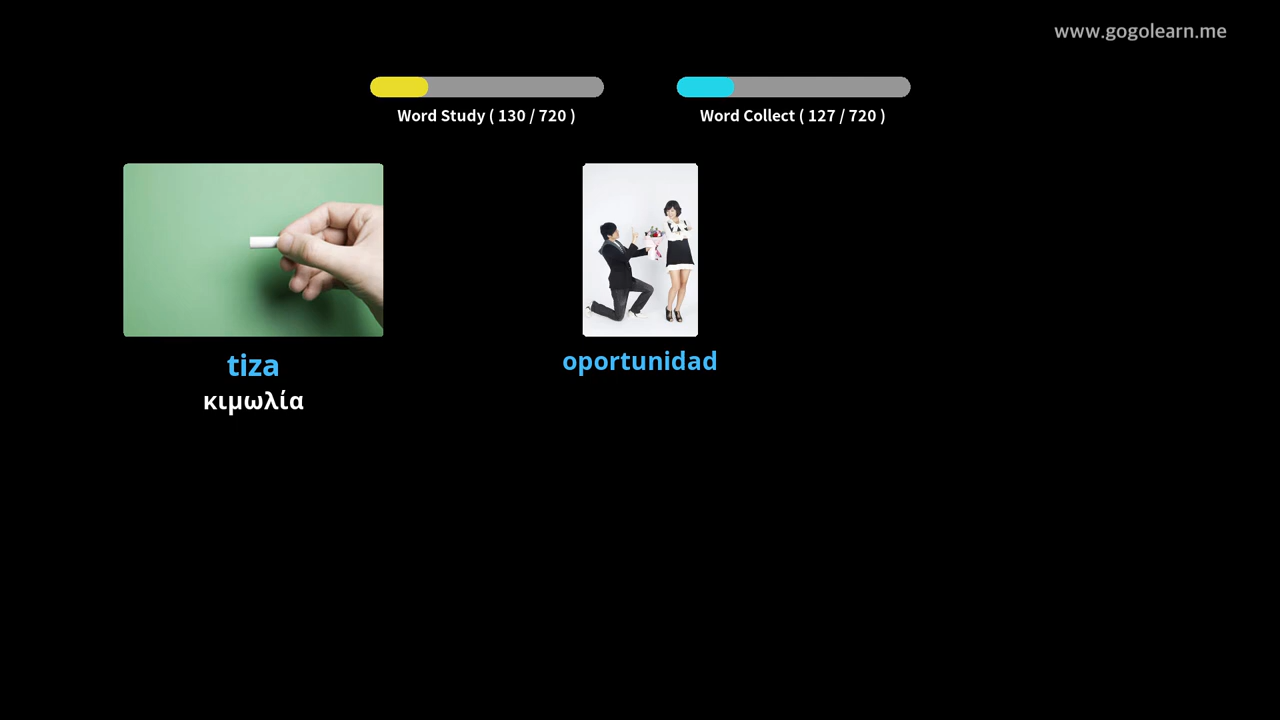 www.gogolearn.me
Word Study ( 130 / 720 )
Word Collect ( 127 / 720 )
tiza
κιμωλία
oportunidad